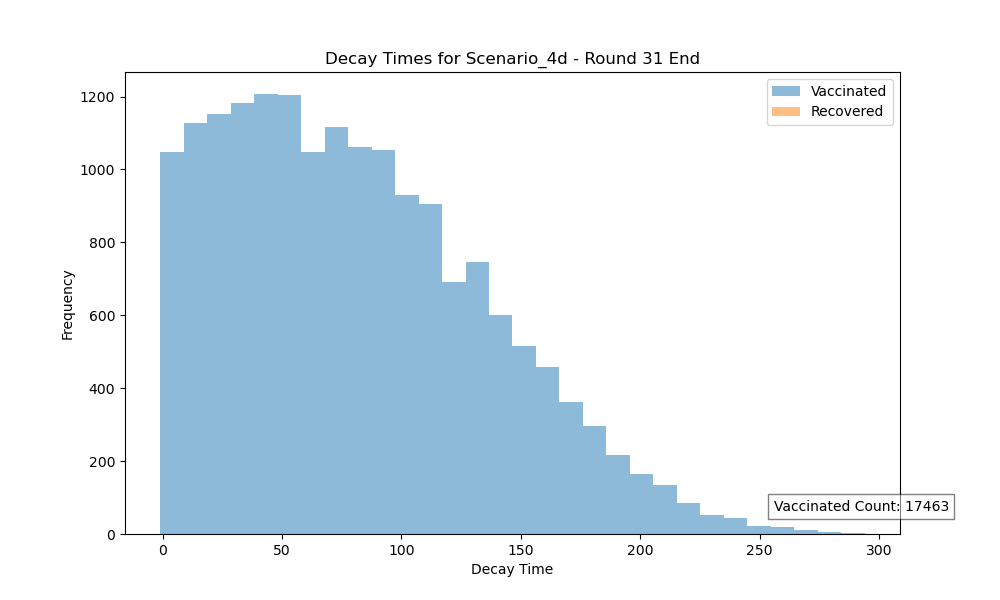 Decay Times for Scenario_4d - Round 31 End
Vaccinated
Recovered
1200
1000
800
600
400
200
0
Frequency
Vaccinated Count: 17463
0 50 100 150 200 250 300
Decay Time